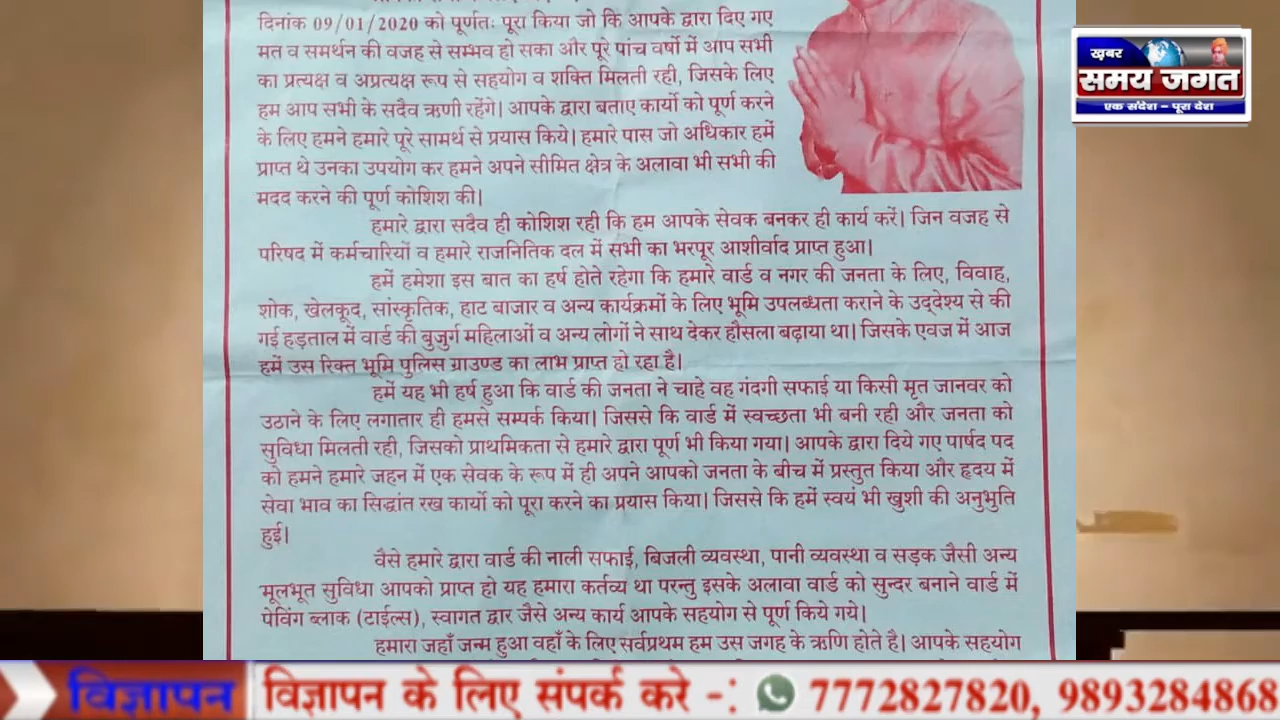 दिनांक 09/01/2020 को पूर्णतः पूरा किया जो कि आपके द्वारा दिए गए
मत व समर्थन की वजह से सम्भव हो सका और पूरे पांच वर्षो में आप सभी
का प्रत्यक्ष व अप्रत्यक्ष रूप से सहयोग व शक्ति मिलती रही, जिसके लिए
हम आप सभी के सदैव ऋणी रहेंगे। आपके द्वारा बताए कार्यो को पूर्ण करने
के लिए हमने हमारे पूरे सामर्थ से प्रयास किये। हमारे पास जो अधिकार हमें
प्राप्त थे उनका उपयोग कर हमने अपने सीमित क्षेत्र के अलावा भी सभी की
मदद करने की पूर्ण कोशिश की।
हमारे द्वारा सदैव ही कोशिश रही कि हम आपके सेवक बनकर ही कार्य करें। जिन वजह से
परिषद में कर्मचारियों व हमारे राजनितिक दल में सभी का भरपूर आशीर्वाद प्राप्त हुआ।
हमें हमेशा इस बात का हर्ष होते रहेगा कि हमारे वार्ड व नगर की जनता के लिए, विवाह,
शोक, खेलकूद, सांस्कृतिक, हाट बाजार व अन्य कार्यक्रमों के लिए भूमि उपलब्धता कराने के उद्देश्य से की
गई हड़ताल में वार्ड की बुजुर्ग महिलाओं व अन्य लोगों ने साथ देकर हौसला बढ़ाया था। जिसके एवज में आज
हमें उस रिक्त भूमि पुलिस ग्राउण्ड का लाभ प्राप्त हो रहा है।
हमें यह भी हर्ष हुआ कि वार्ड की जनता ने चाहे वह गंदगी सफाई या किसी मृत जानवर को
उठाने के लिए लगातार ही हमसे सम्पर्क किया। जिससे कि वार्ड में स्वच्छता भी बनी रही और जनता को
सुविधा मिलती रही, जिसको प्राथमिकता से हमारे द्वारा पूर्ण भी किया गया। आपके द्वारा दिये गए पार्षद पद
को हमने हमारे जहन में एक सेवक के रूप में ही अपने आपको जनता के बीच में प्रस्तुत किया और हृदय में
सेवा भाव का सिद्धांत रख कार्यो को पूरा करने का प्रयास किया। जिससे कि हमें स्वयं भी खुशी की अनुभुति
हुई।
वैसे हमारे द्वारा वार्ड की नाली सफाई, बिजली व्यवस्था, पानी व्यवस्था व सड़क जैसी अन्य
मूलभूत सुविधा आपको प्राप्त हो यह हमारा कर्तव्य था परन्तु इसके अलावा वार्ड को सुन्दर बनाने वार्ड में
पेविंग ब्लाक (टाईल्स), स्वागत द्वार जैसे अन्य कार्य आपके सहयोग से पूर्ण किये गये।
हमारा जहाँ जन्म हुआ वहाँ के लिए सर्वप्रथम हम उस जगह के ऋणि होते है। आपके सहयोग
ख़बर
समय जगत
एक संदेश - पूरा देश
विज्ञापन
विज्ञापन के लिए संपर्क करे -: 7772827820, 9893284868